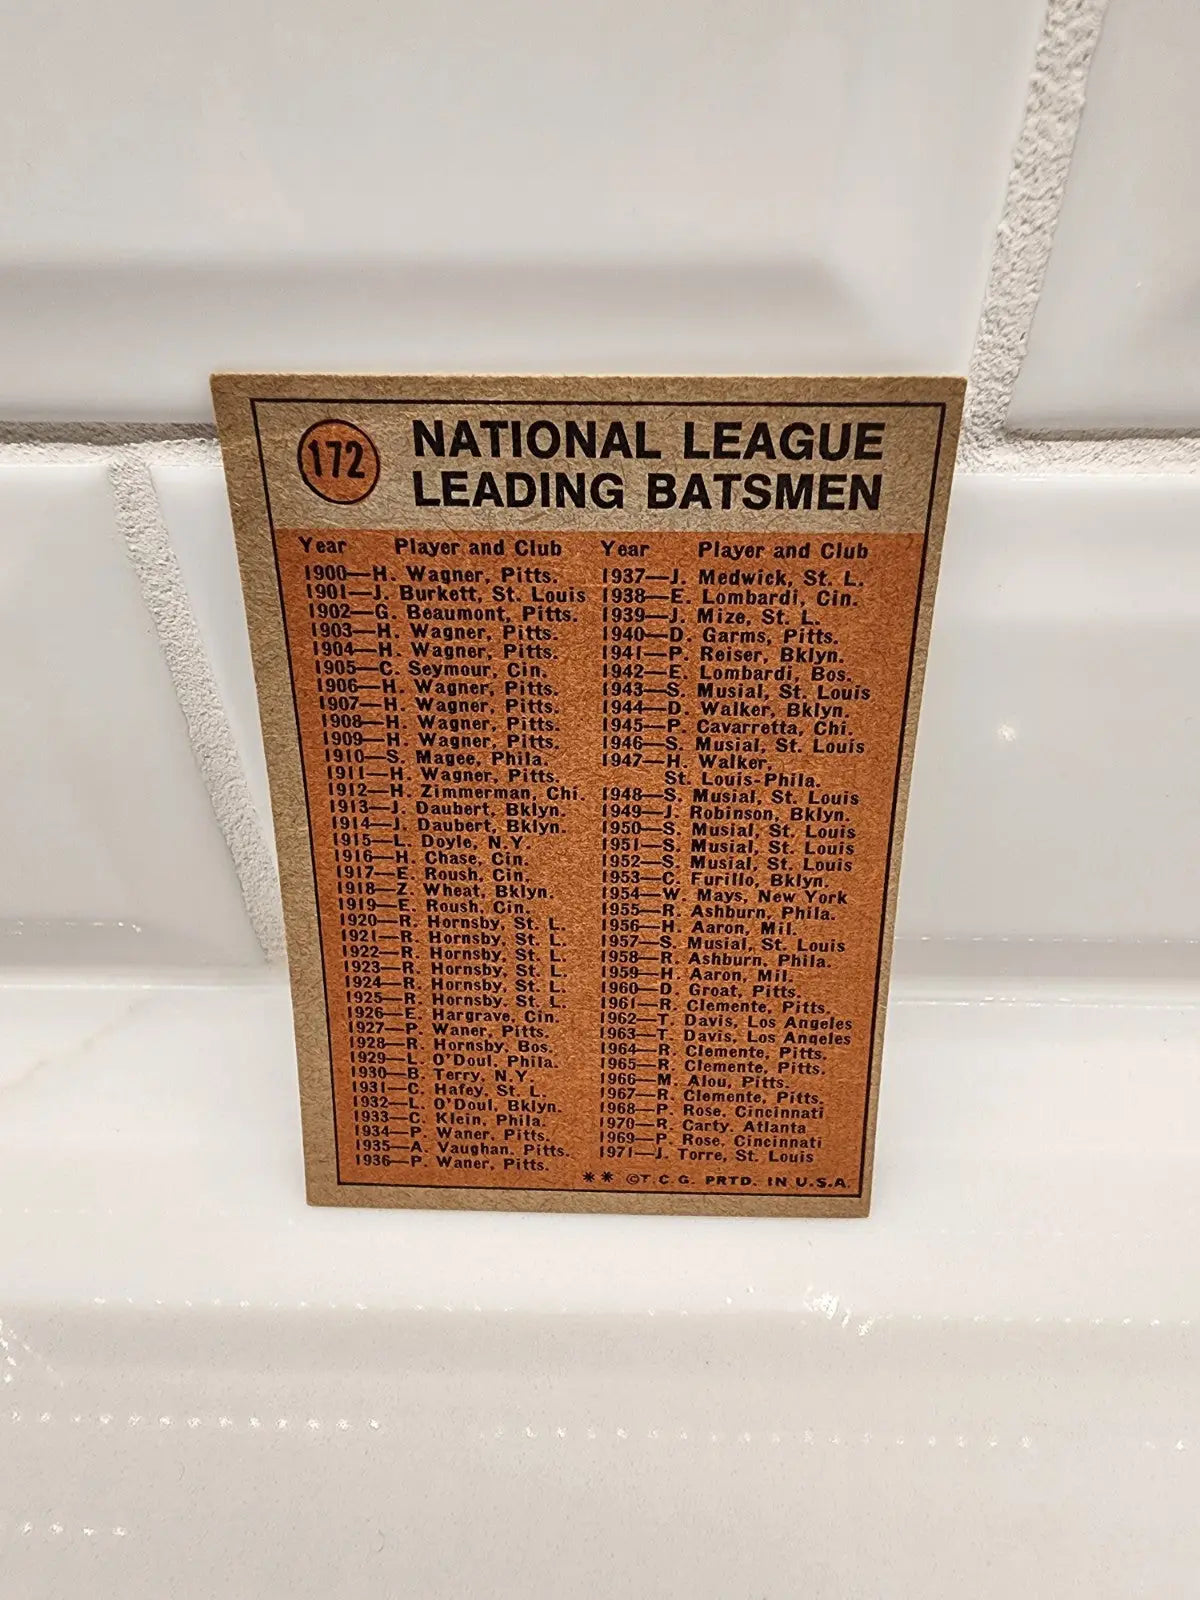 172
NATIONAL LEAGUE
LEADING BATSMEN
Year Player and Club
1900—H. Wagner, Pitts.
1901—J. Burkett, St. Louis
1902—G. Beaumont, Pitts.
1903—H. Wagner, Pitts.
1904—H. Wagner, Pitts.
1905—C. Seymour, Cin.
1906—H. Wagner, Pitts.
1907—H. Wagner, Pitts.
1908—H. Wagner, Pitts.
1909—H. Wagner, Pitts.
1910—S. Magee, Phila.
1911—H. Wagner, Pitts.
1912—H. Zimmerman, Chi.
1913—J. Daubert, Bklyn.
1914—J. Daubert, Bklyn.
1915—L. Doyle, N.Y.
1916—H. Chase, Cin.
1917—E. Roush, Cin.
1918—Z. Wheat, Bklyn.
1919—E. Roush, Cin.
1920—R. Hornsby, St. L.
1921—R. Hornsby, St. L.
1922—R. Hornsby, St. L.
1923—R. Hornsby, St. L.
1924—R. Hornsby, St. L.
1925—R. Hornsby, St. L.
1926—E. Hargrave, Cin.
1927—P. Waner, Pitts.
1928—R. Hornsby, Bos.
1929—L. O'Doul, Phila.
1930—B. Terry, N.Y.
1931—C. Hafey, St. L.
1932—L. O'Doul, Bklyn.
1933—C. Klein, Phila.
1934—P. Waner, Pitts.
1935—A. Vaughan, Pitts.
1936—P. Waner, Pitts.
Year Player and Club
1937—J. Medwick, St. L.
1938—E. Lombardi, Cin.
1939—J. Mize, St. L.
1940—D. Garms, Pitts.
1941—P. Reiser, Bklyn.
1942—E. Lombardi, Bos.
1943—S. Musial, St. Louis
1944—D. Walker, Bklyn.
1945—P. Cavarretta, Chi.
1946—S. Musial, St. Louis
1947—H. Walker,
St. Louis-Phila.
1948—S. Musial, St. Louis
1949—J. Robinson, Bklyn.
1950—S. Musial, St. Louis
1951—S. Musial, St. Louis
1952—S. Musial, St. Louis
1953—C. Furillo, Bklyn.
1954—W. Mays, New York
1955—R. Ashburn, Phila.
1956—H. Aaron, Mil.
1957—S. Musial, St. Louis
1958—R. Ashburn, Phila.
1959—H. Aaron, Mil.
1960—D. Groat, Pitts.
1961—R. Clemente, Pitts.
1962—T. Davis, Los Angeles
1963—T. Davis, Los Angeles
1964—R. Clemente, Pitts.
1965—R. Clemente, Pitts.
1966—M. Alou, Pitts.
1967—R. Clemente, Pitts.
1968—P. Rose, Cincinnati
1970—R. Carty, Atlanta
1969—P. Rose, Cincinnati
1971—J. Torre, St. Louis
** ©T.C.G. PRTD. IN U.S.A.